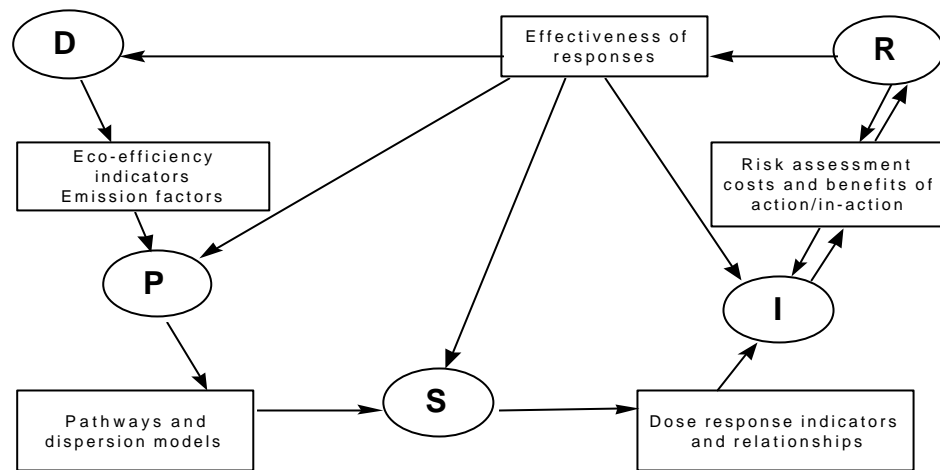 D
Effectiveness of
responses
R
Eco-efficiency
indicators
Emission factors
Risk assessment
costs and benefits of
action/in-action
P
I
S
Pathways and
dispersion models
Dose response indicators
and relationships